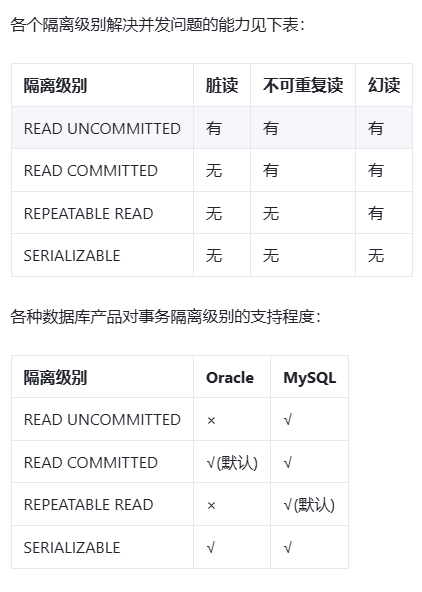 各个隔离级别解决并发问题的能力见下表：
隔离级别 脏读 不可重复读 幻读
READ UNCOMMITTED 有 有 有
READ COMMITTED 无 有 有
REPEATABLE READ 无 无 有
SERIALIZABLE 无 无 无
各种数据库产品对事务隔离级别的支持程度：
隔离级别 Oracle MySQL
READ UNCOMMITTED × √
READ COMMITTED √(默认) √
REPEATABLE READ × √(默认)
SERIALIZABLE √ √